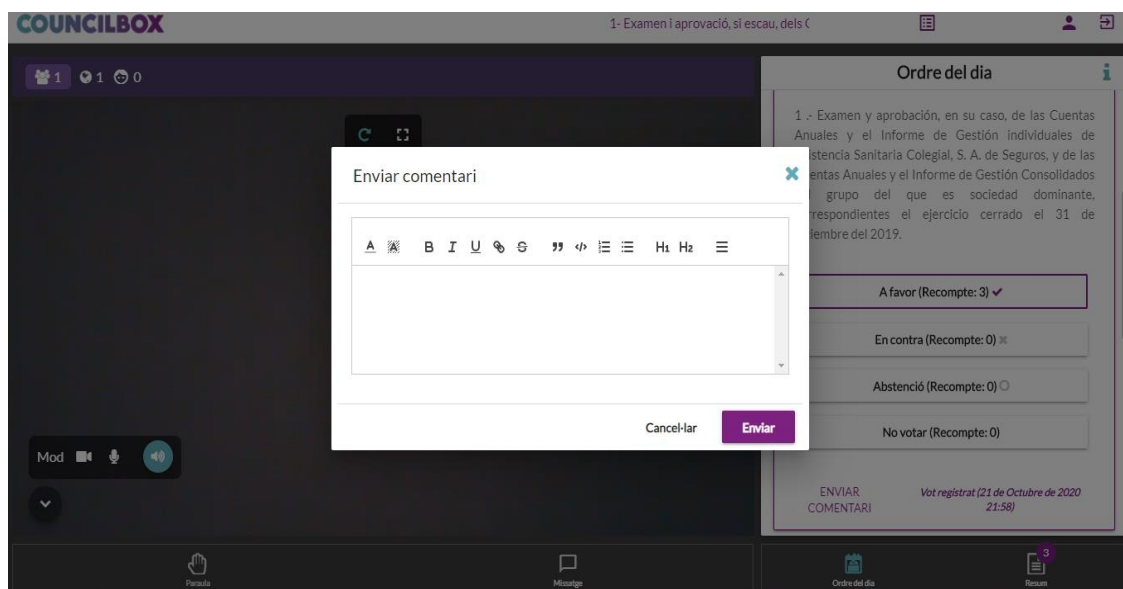 COUNCILBOX
1- Examen i aprovació, si escau, dels C
1 1 0
Ordre del dia
1 .- Examen y aprobación, en su caso, de las Cuentas
Anuales y el Informe de Gestión individuales de
stencia Sanitaria Colegial, S. A. de Seguros, y de las
entas Anuales y el Informe de Gestión Consolidados
grupo del que es sociedad dominante,
rrespondientes el ejercicio cerrado el 31 de
iembre del 2019.
Enviar comentari
A A B I U S H1 H2
Cancel·lar
Enviar
A favor (Recompte: 3)
En contra (Recompte: 0)
Abstenció (Recompte: 0)
No votar (Recompte: 0)
ENVIAR
COMENTARI
Vot registrat (21 de Octubre de 2020
21:58)
Mod
Paraula
Missatge
Ordre del dia
3
Resum